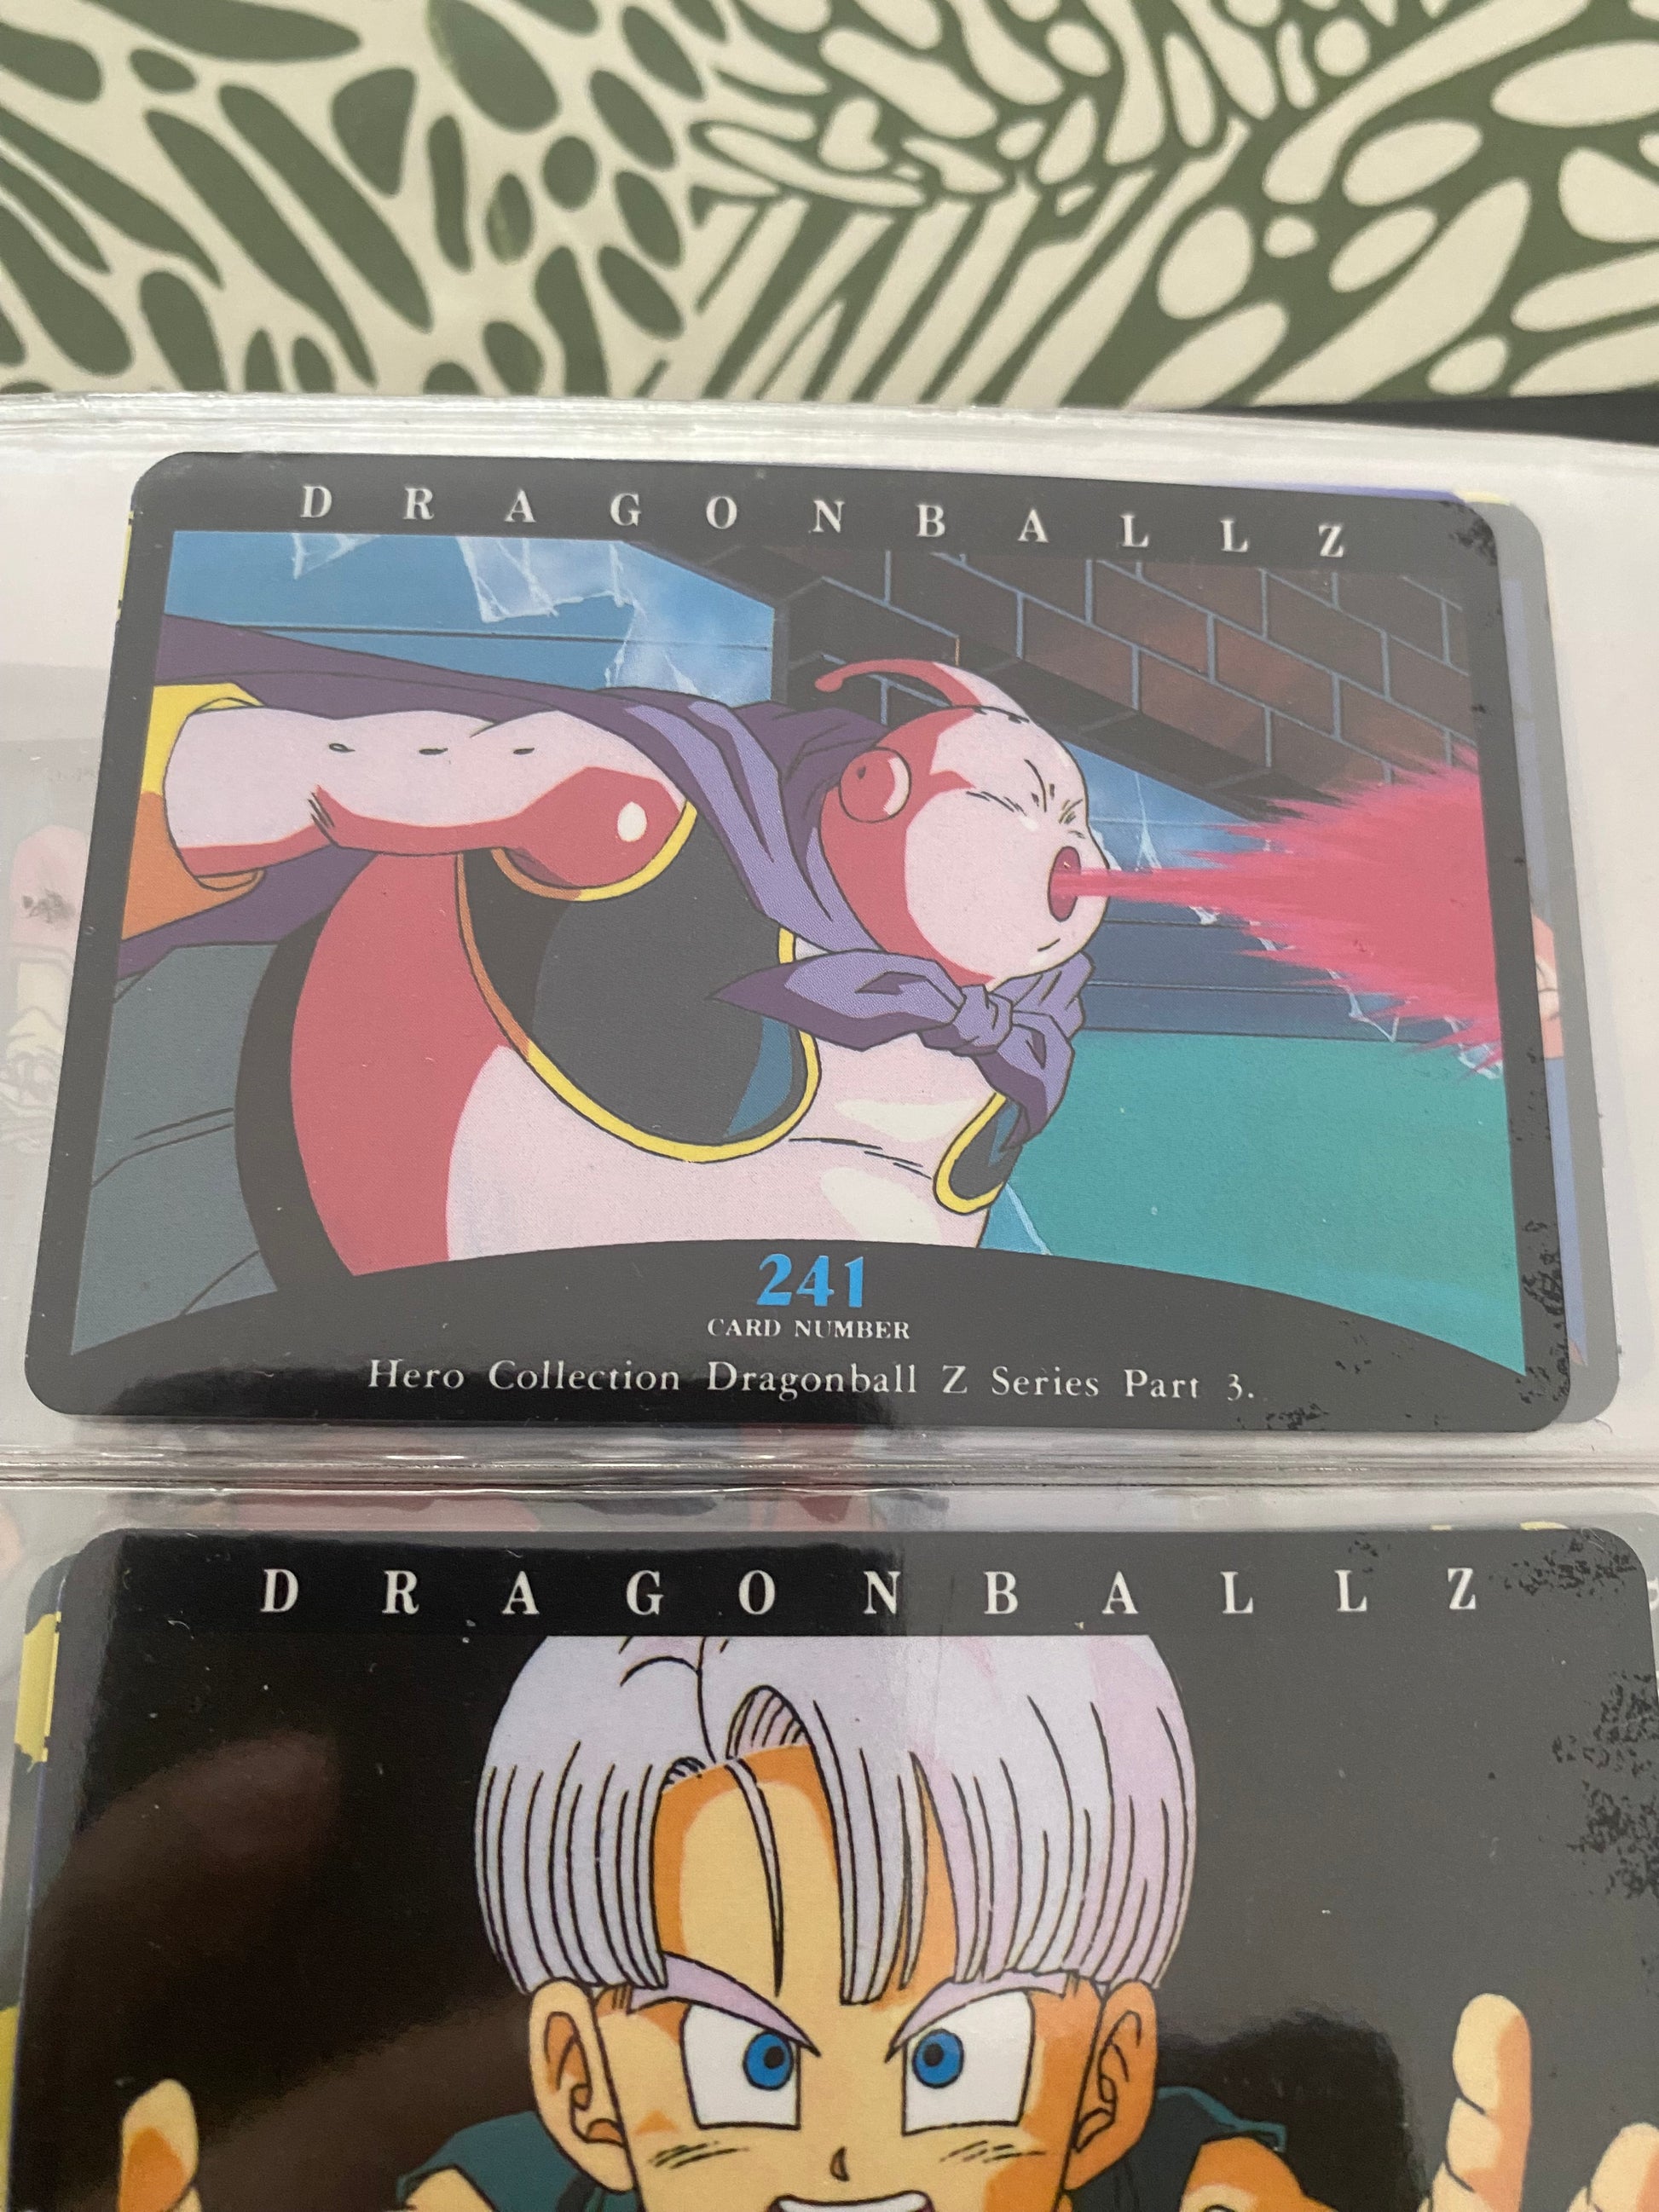 DRAGONBALLZ
241
CARD NUMBER
Hero Collection Dragonball Z Series Part 3.
DRAGONBALLZ